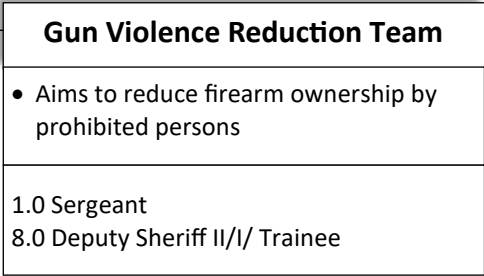 Gun Violence Reduction Team
• Aims to reduce firearm ownership by
prohibited persons
1.0 Sergeant
8.0 Deputy Sheriff II/I/ Trainee